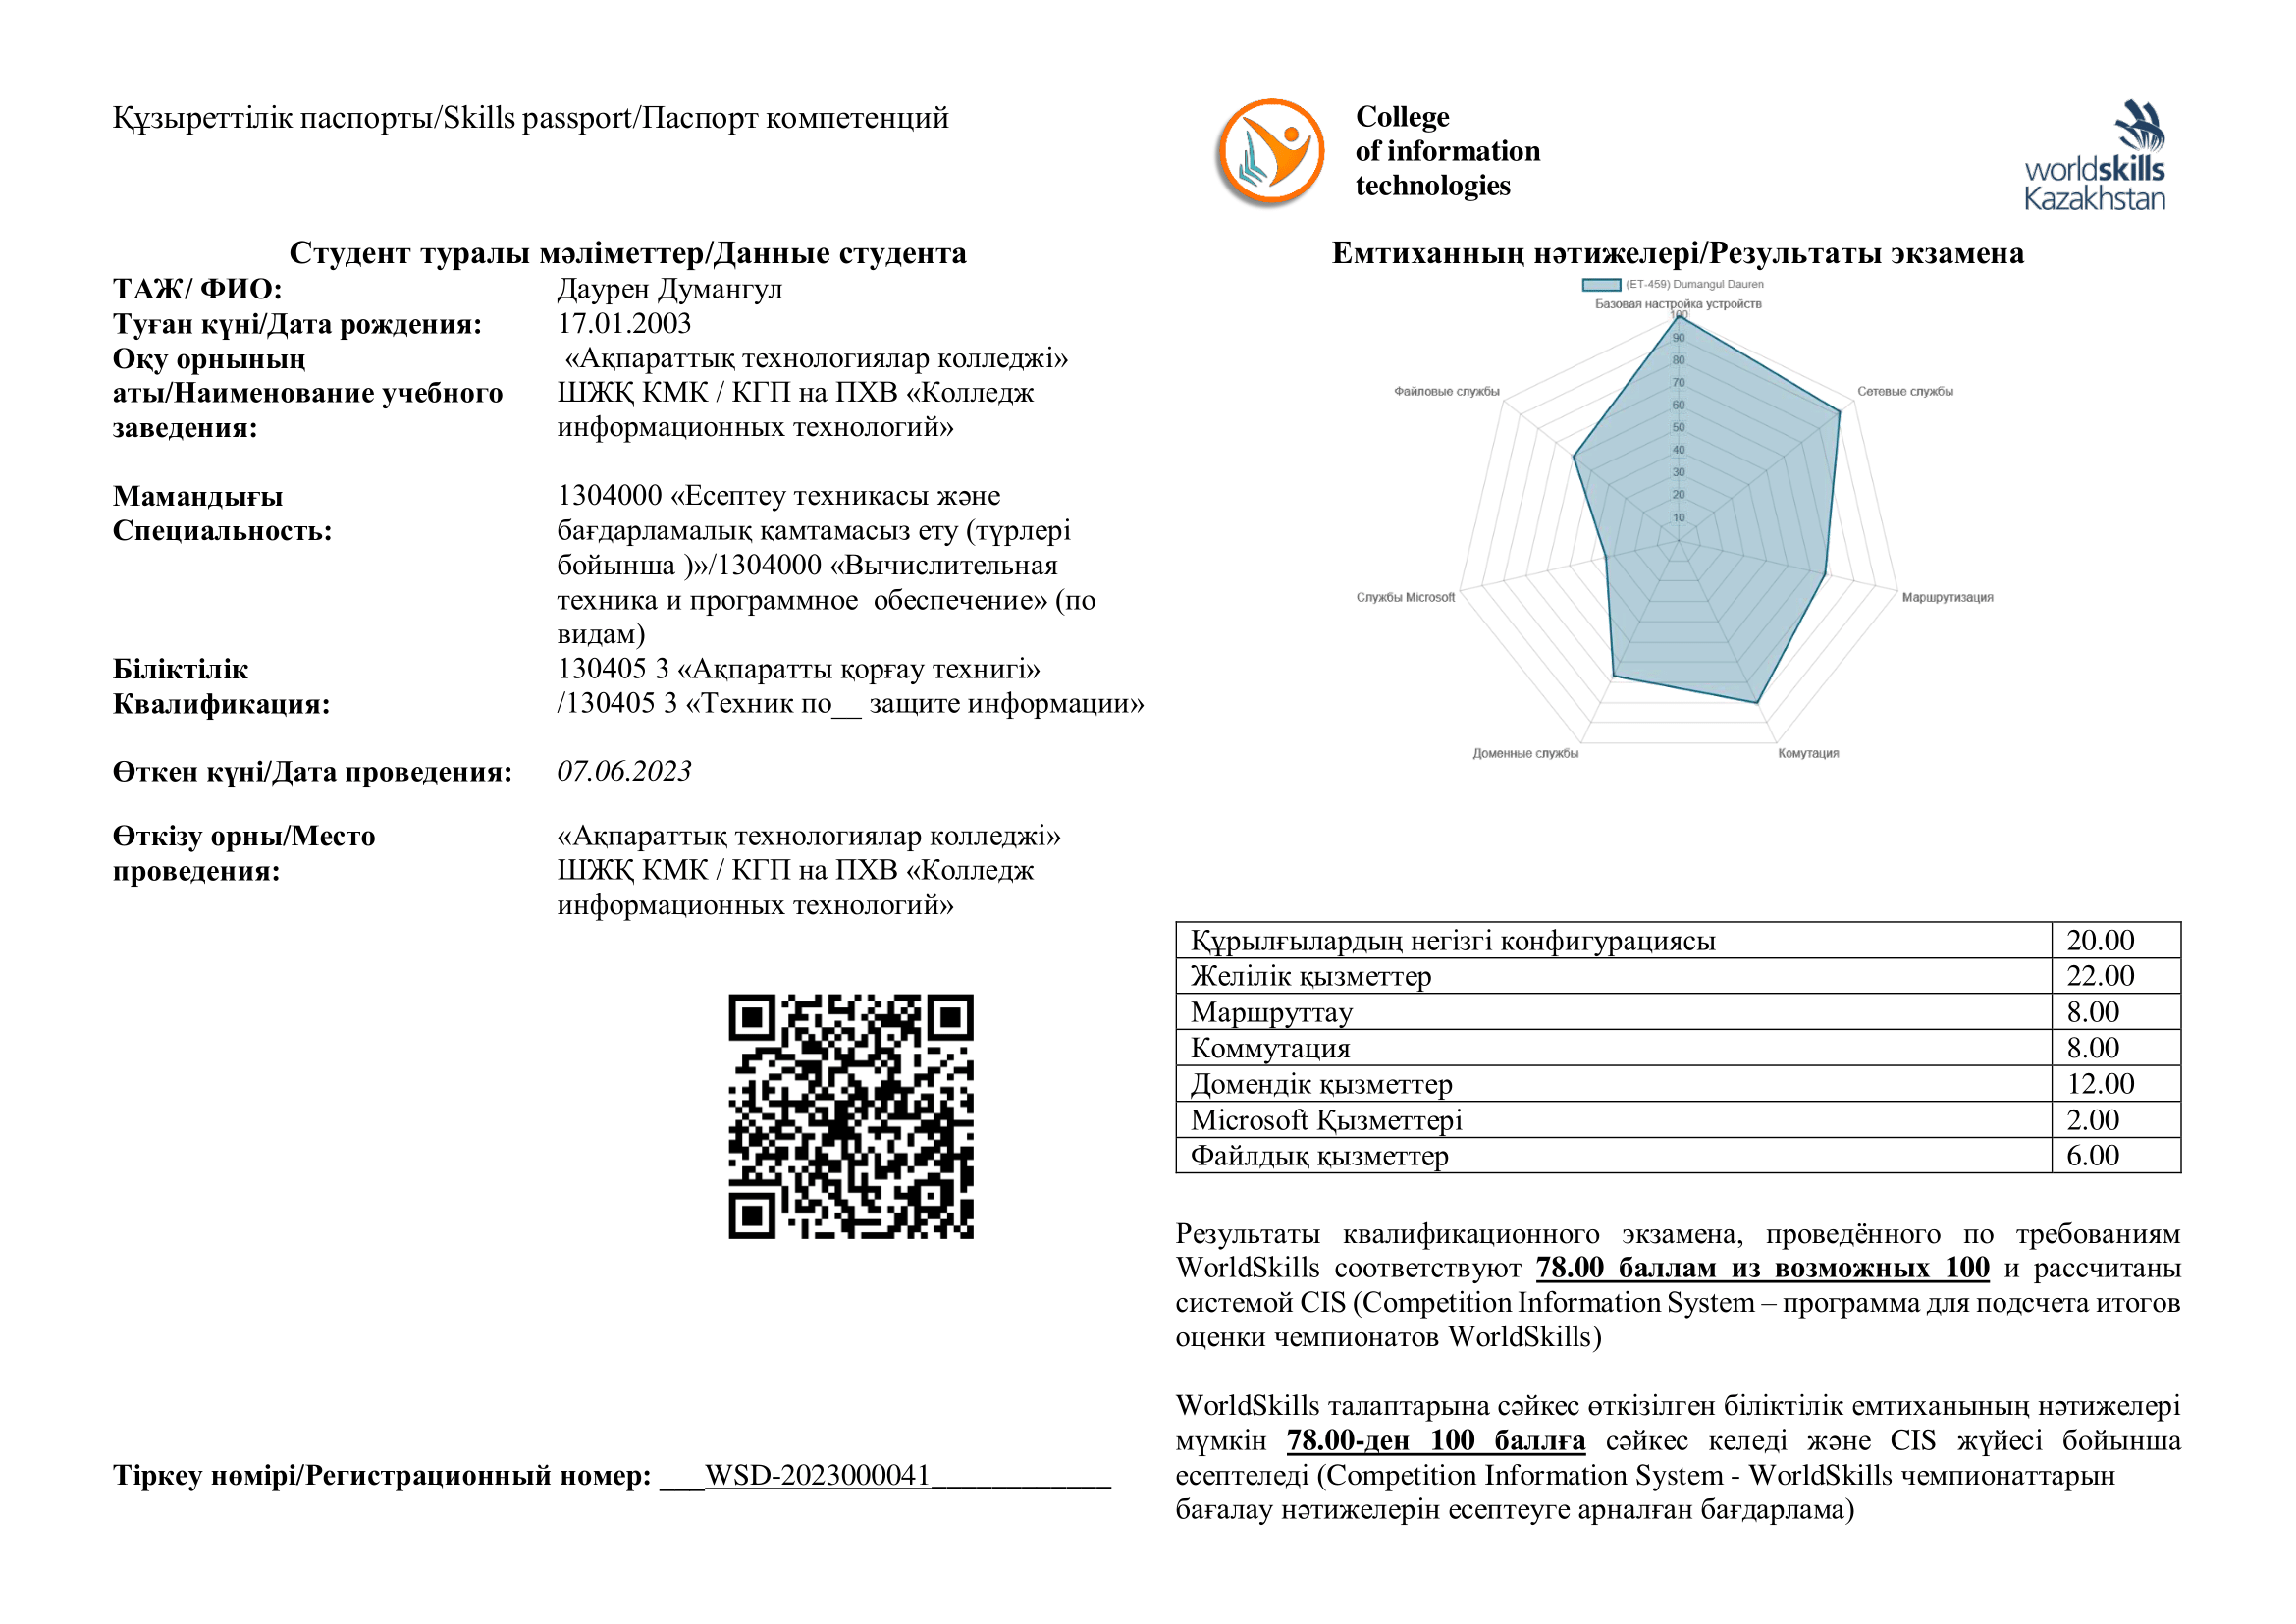 Құзыреттілік паспорты/Skills passport/Паспорт компетенций
College
of information
technologies
worldskills
Kazakhstan
Студент туралы мәліметтер/Данные студента
ТАЖ/ ФИО: Даурен Думангул
Туған күні/Дата рождения: 17.01.2003
Оқу орнының «Ақпараттық технологиялар колледжі»
аты/Наименование учебного ШЖҚ КМК / КГП на ПХВ «Колледж
заведения: информационных технологий»
Мамандығы 1304000 «Есептеу техникасы және
Специальность: бағдарламалық қамтамасыз ету (түрлері
бойынша )»/1304000 «Вычислительная
техника и программное обеспечение» (по
видам)
Біліктілік 130405 3 «Ақпаратты қорғау технигі»
Квалификация: /130405 3 «Техник по__ защите информации»
Өткен күні/Дата проведения: 07.06.2023
Өткізу орны/Место «Ақпараттық технологиялар колледжі»
проведения: ШЖҚ КМК / КГП на ПХВ «Колледж
информационных технологий»
Тіркеу нөмірі/Регистрационный номер: ___WSD-2023000041____________
Емтиханның нәтижелері/Результаты экзамена
(ET-459) Dumangul Dauren
Базовая настройка устройств
100
90
80
70
60
50
40
30
20
10
Файловые службы
Сетевые службы
Службы Microsoft
Маршрутизация
Доменные службы
Комутация
Құрылғылардың негізгі конфигурациясы 20.00
Желілік қызметтер 22.00
Маршруттау 8.00
Коммутация 8.00
Домендік қызметтер 12.00
Microsoft Қызметтері 2.00
Файлдық қызметтер 6.00
Результаты квалификационного экзамена, проведённого по требованиям
WorldSkills соответствуют 78.00 баллам из возможных 100 и рассчитаны
системой CIS (Competition Information System – программа для подсчета итогов
оценки чемпионатов WorldSkills)
WorldSkills талаптарына сәйкес өткізілген біліктілік емтиханының нәтижелері
мүмкін 78.00-ден 100 баллға сәйкес келеді және CIS жүйесі бойынша
есептеледі (Competition Information System - WorldSkills чемпионаттарын
бағалау нәтижелерін есептеуге арналған бағдарлама)